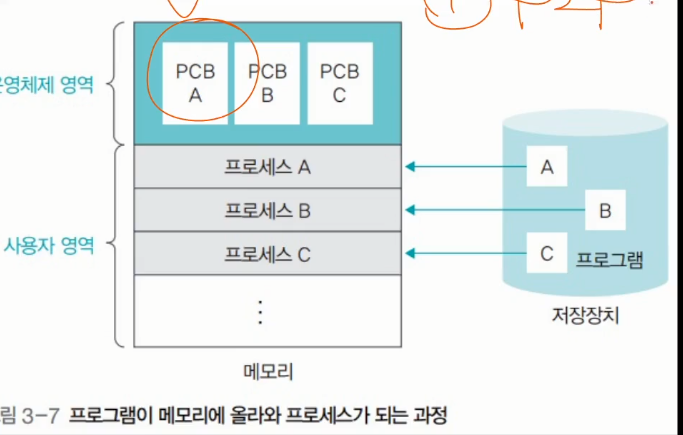 운영체제 영역
PCB
A
PCB
B
PCB
C
프로세스 A
프로세스 B
프로세스 C
⋮
사용자 영역
메모리
A
B
C
프로그램
저장장치
림 3-7 프로그램이 메모리에 올라와 프로세스가 되는 과정